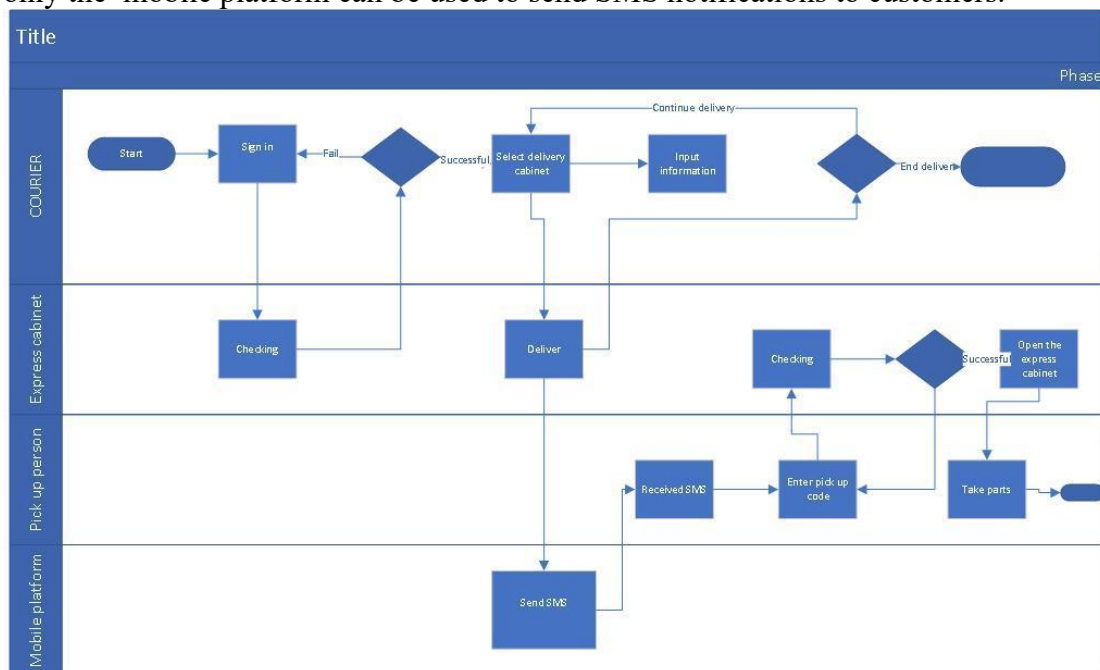 only the mobile platform can be used to send SMS notifications to customers.
Title
Phase
COURIER
Start
Sign in
Fail
Successful
Select delivery
cabinet
Continue delivery
Input
information
End deliver
Express cabinet
Checking
Deliver
Checking
Successful
Open the
express
cabinet
Pick up person
Received SMS
Enter pick up
code
Take parts
Mobile platform
Send SMS